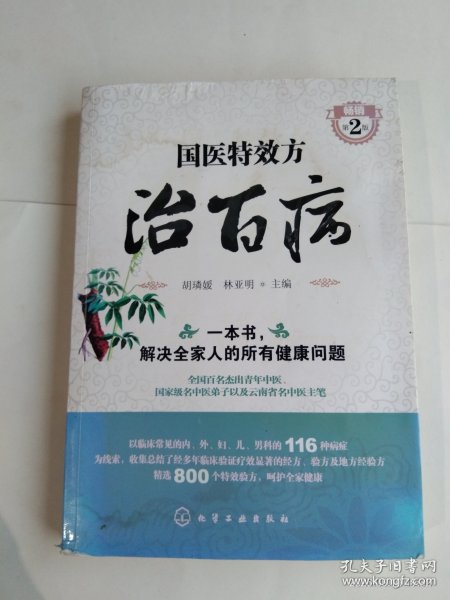 畅销
第2版
国医特效方
治百病
胡璘媛 林亚明 主编
一本书,
解决全家人的所有健康问题
全国百名杰出青年中医、
国家级名中医弟子以及云南省名中医主笔
以临床常见的内、外、妇、儿、男科的116种病症
为线索,收集总结了经多年临床验证疗效显著的经方、验方及地方经验方
精选800个特效验方,呵护全家健康
化学工业出版社
孔夫子旧书网
www.kongfz.com